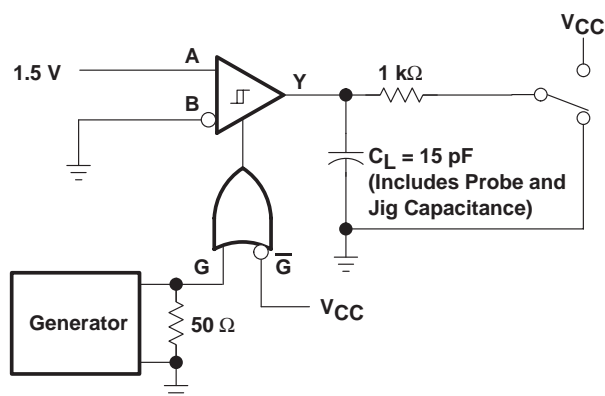 VCC
1.5 V
A
B
Y
1 kΩ
CL = 15 pF
(Includes Probe and
Jig Capacitance)
G
G̅
VCC
Generator
50 Ω